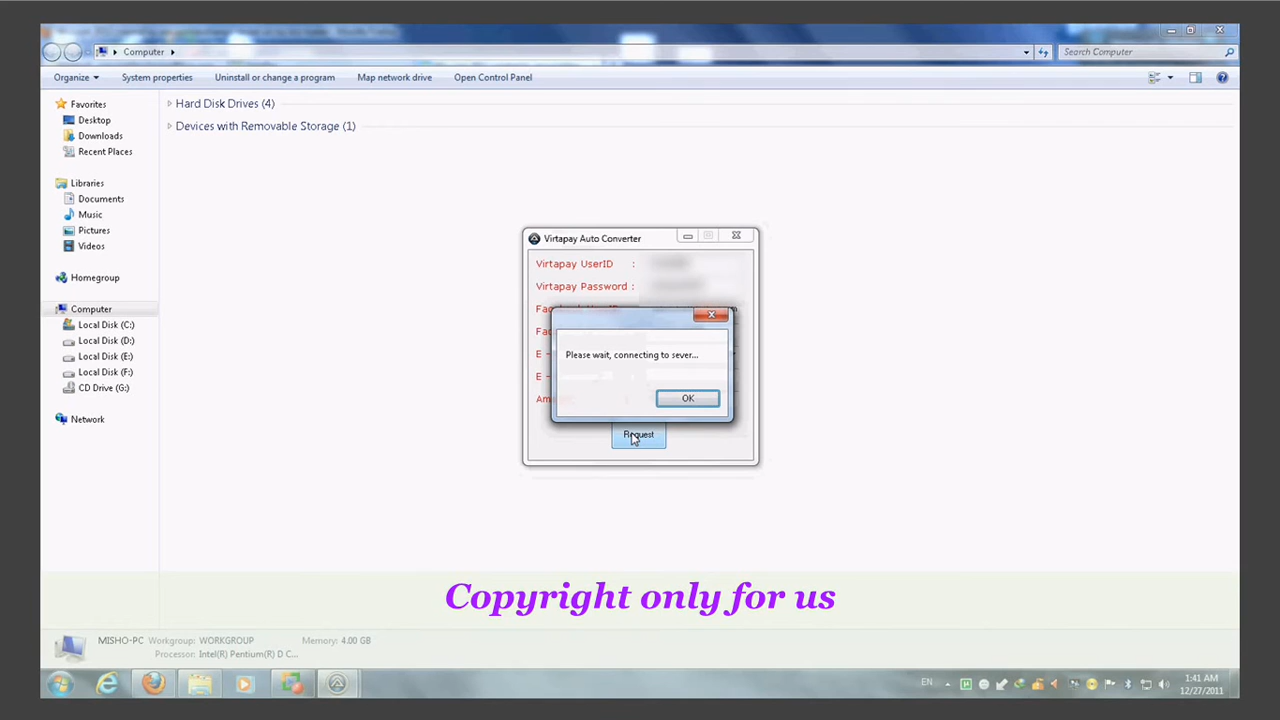 Computer
Search Computer
Organize
System properties
Uninstall or change a program
Map network drive
Open Control Panel
Favorites
Desktop
Downloads
Recent Places
Libraries
Documents
Music
Pictures
Videos
Homegroup
Computer
Local Disk (C:)
Local Disk (D:)
Local Disk (E:)
Local Disk (F:)
CD Drive (G:)
Network
Hard Disk Drives (4)
Devices with Removable Storage (1)
Virtapay Auto Converter
Virtapay UserID :
Virtapay Password :
Please wait, connecting to sever...
OK
Request
Copyright only for us
MISHO-PC Workgroup: WORKGROUP Memory: 4.00 GB
Processor: Intel(R) Pentium(R) D C...
EN
1:41 AM
12/27/2011